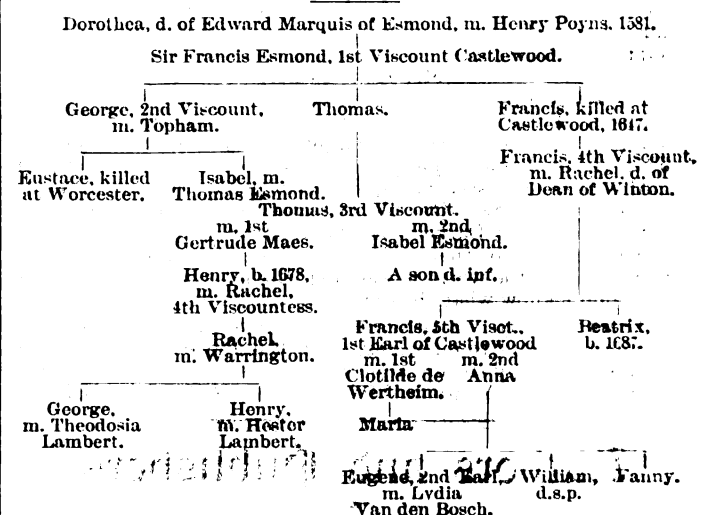 Dorothea, d. of Edward Marquis of Esmond, m. Henry Poyns. 1581.
Sir Francis Esmond, 1st Viscount Castlewood.
George, 2nd Viscount,
m. Topham.
Thomas.
Francis, killed at
Castlewood, 1647.
Eustace, killed
at Worcester.
Isabel, m.
Thomas Esmond.
Francis, 4th Viscount,
m. Rachel, d. of
Dean of Winton.
Thomas, 3rd Viscount.
m. 1st
Gertrude Maes.
m. 2nd
Isabel Esmond.
Henry, b. 1678,
m. Rachel,
4th Viscountess.
A son d. inf.
Rachel
m. Warrington.
Francis, 5th Visct.,
1st Earl of Castlewood
m. 1st
Clotilde de
Wertheim.
m. 2nd
Anna
Beatrix,
b. 1687.
George,
m. Theodosia
Lambert.
Henry,
m. Hester
Lambert.
Maria
Eugene, 2nd Earl,
m. Lydia
Van den Bosch.
William,
d.s.p.
Fanny.